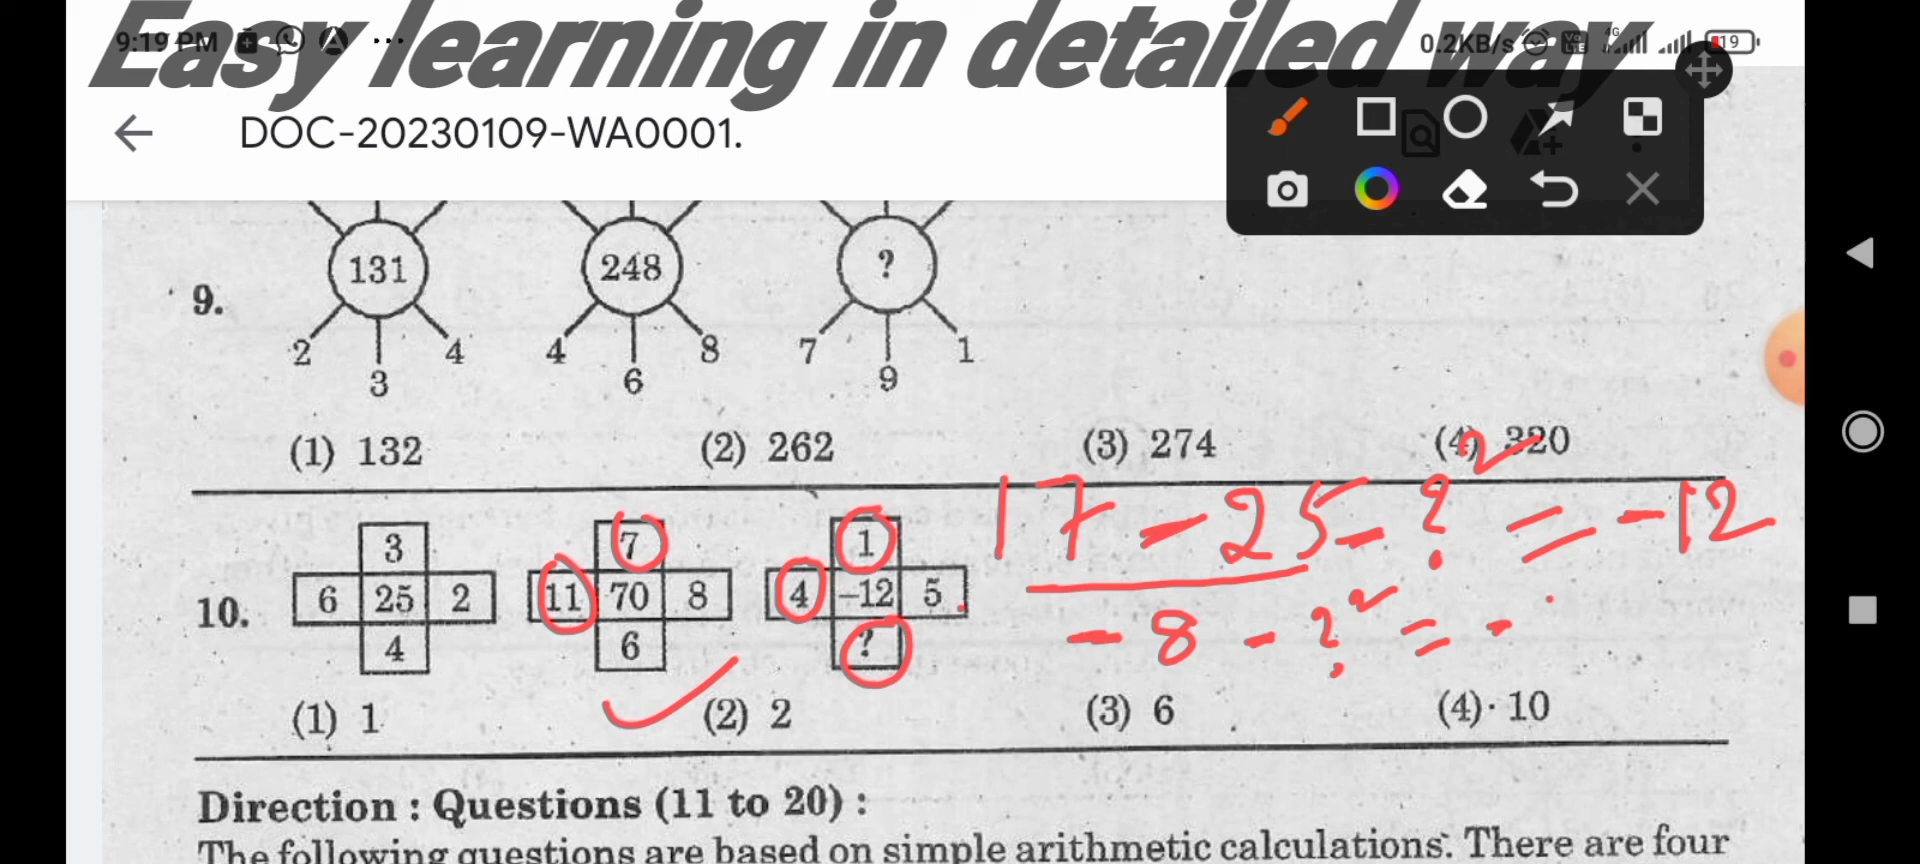 Easy learning in detailed way
9:19 PM
0.2KB/s 4G 19
DOC-20230109-WA0001.
9.
131 248 ?
2 4 4 8 7 1
3 6 9
(1) 132 (2) 262 (3) 274 (4) 320
17 - 25 - ?² = -12
- 8 - ?² = -
10.
3 7 1
6 25 2 11 70 8 4 -12 5
4 6 ?
(1) 1 (2) 2 (3) 6 (4) 10
Direction : Questions (11 to 20) :
The following questions are based on simple arithmetic calculations. There are four